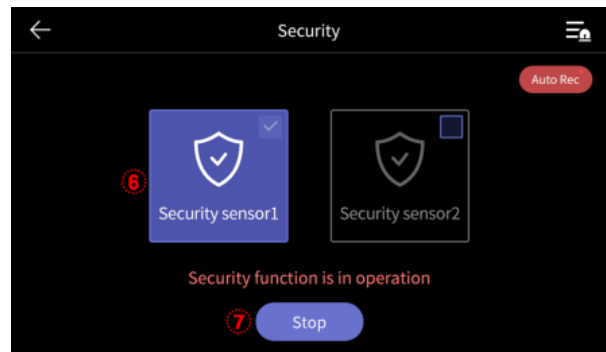 Security
Auto Rec
6
Security sensor1
Security sensor2
Security function is in operation
7
Stop